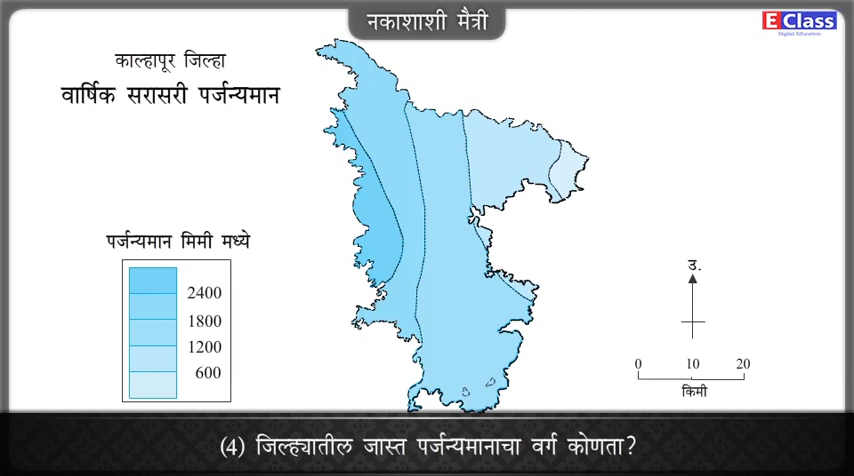 नकाशाशी मैत्री
E Class
Digital Education
काल्हापूर जिल्हा
वार्षिक सरासरी पर्जन्यमान
पर्जन्यमान मिमी मध्ये
2400
1800
1200
600
उ.
0 10 20
किमी
(4) जिल्ह्यातील जास्त पर्जन्यमानाचा वर्ग कोणता?